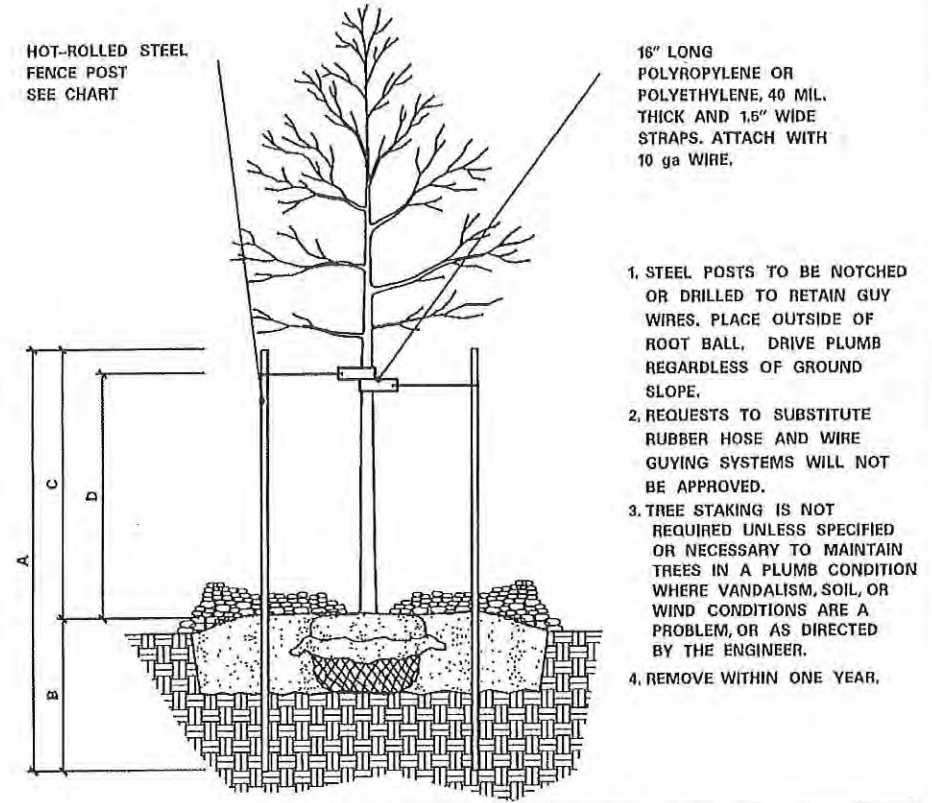 HOT-ROLLED STEEL
FENCE POST
SEE CHART
16" LONG
POLYROPYLENE OR
POLYETHYLENE, 40 MIL.
THICK AND 1.5" WIDE
STRAPS. ATTACH WITH
10 ga WIRE.
1. STEEL POSTS TO BE NOTCHED
OR DRILLED TO RETAIN GUY
WIRES. PLACE OUTSIDE OF
ROOT BALL. DRIVE PLUMB
REGARDLESS OF GROUND
SLOPE.
2. REQUESTS TO SUBSTITUTE
RUBBER HOSE AND WIRE
GUYING SYSTEMS WILL NOT
BE APPROVED.
3. TREE STAKING IS NOT
REQUIRED UNLESS SPECIFIED
OR NECESSARY TO MAINTAIN
TREES IN A PLUMB CONDITION
WHERE VANDALISM, SOIL, OR
WIND CONDITIONS ARE A
PROBLEM, OR AS DIRECTED
BY THE ENGINEER.
4. REMOVE WITHIN ONE YEAR.
A
C
D
B